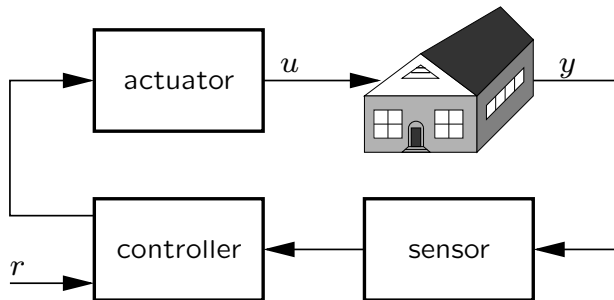 actuator
u
y
controller
sensor
r